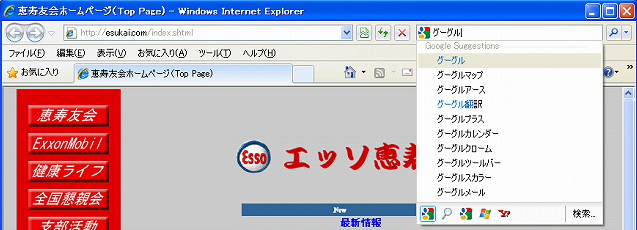 恵寿友会ホームページ(Top Page) - Windows Internet Explorer
http://esukai.com/index.shtml
グーグル
ファイル(F) 編集(E) 表示(V) お気に入り(A) ツール(T) ヘルプ(H)
お気に入り 恵寿友会ホームページ(Top Page)
Google Suggestions
グーグル
グーグルマップ
グーグルアース
グーグル翻訳
グーグルプラス
グーグルカレンダー
グーグルクローム
グーグルツールバー
グーグルスカラー
グーグルメール
検索...
恵寿友会
ExxonMobil
健康ライフ
全国懇親会
支部活動
Esso エッソ恵寿
New
最新情報